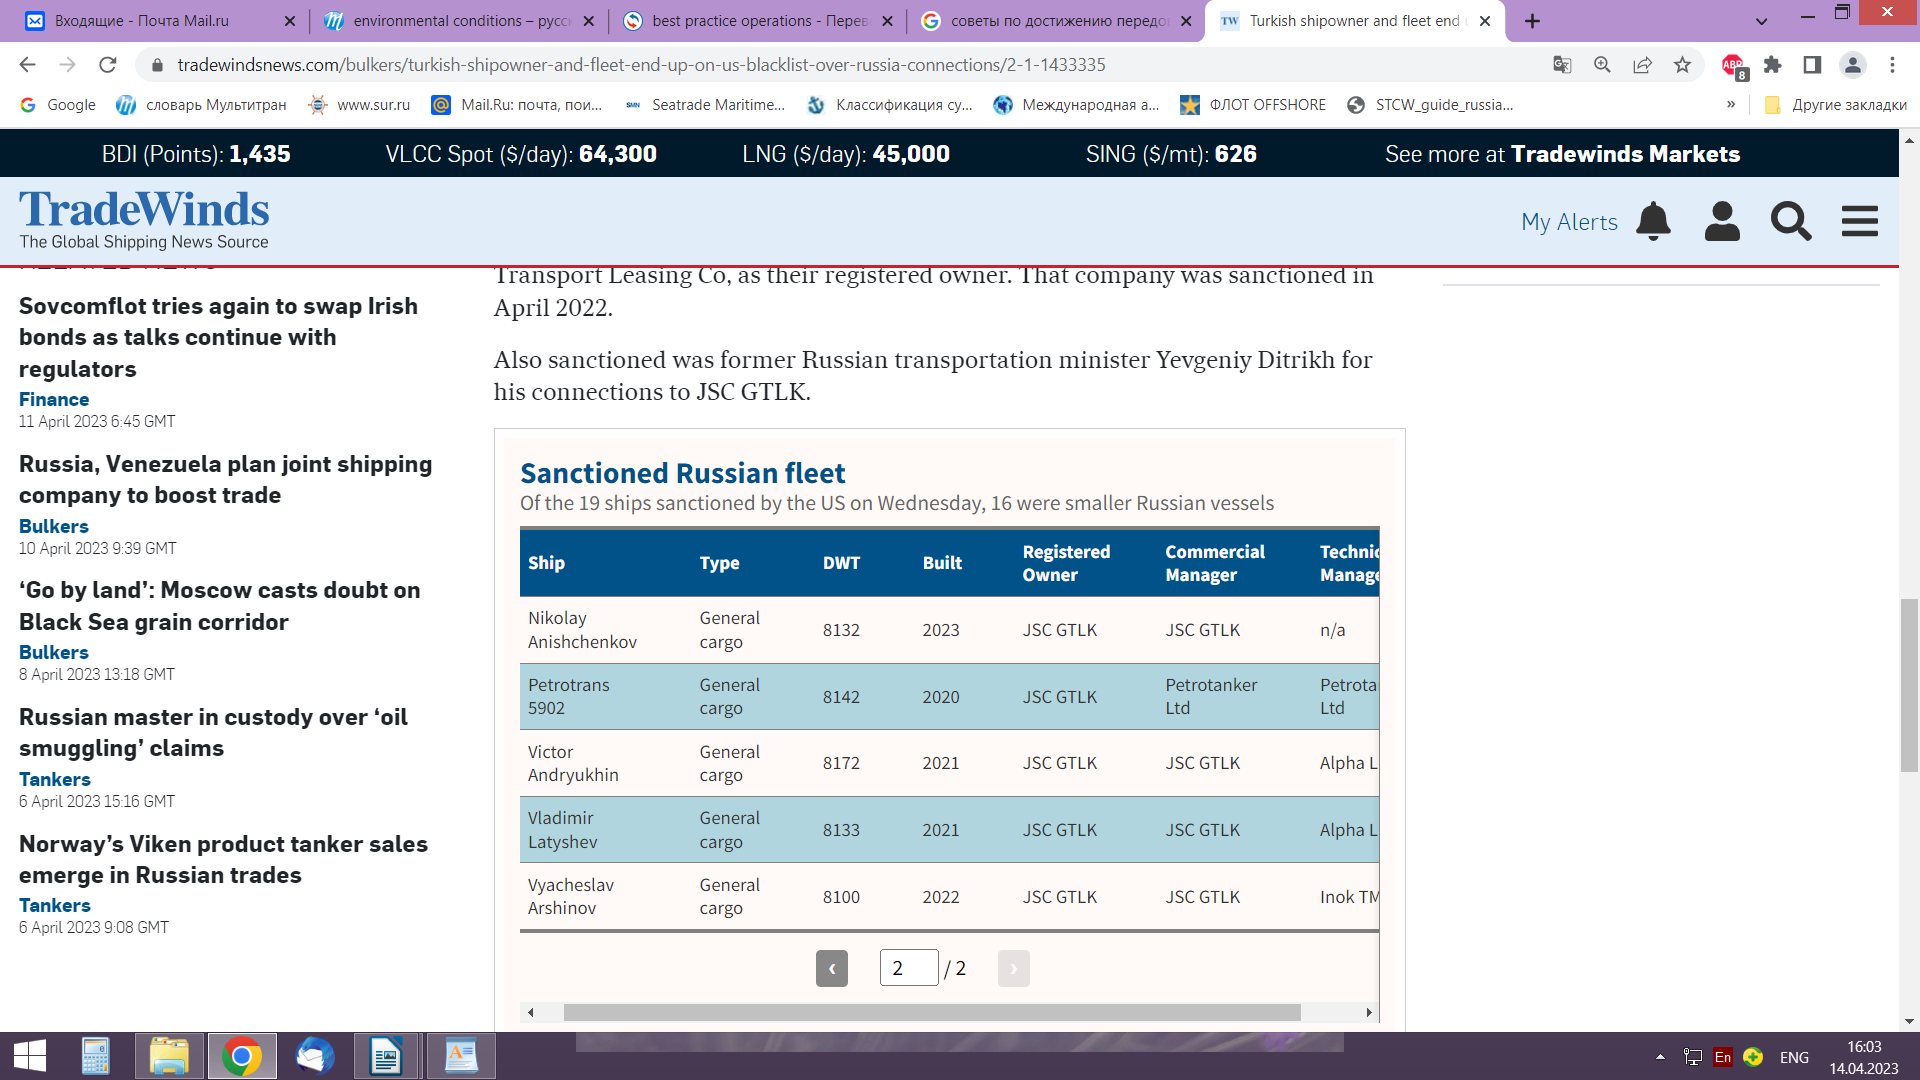 Входящие - Почта Mail.ru
environmental conditions – русс
best practice operations - Перев
советы по достижению передо
TW Turkish shipowner and fleet end u
tradewindsnews.com/bulkers/turkish-shipowner-and-fleet-end-up-on-us-blacklist-over-russia-connections/2-1-1433335
ABP 8
Google
словарь Мультитран
www.sur.ru
Mail.Ru: почта, пои...
SMN Seatrade Maritime...
Классификация су...
Международная а...
ФЛОТ OFFSHORE
STCW_guide_russia...
»
Другие закладки
BDI (Points): 1,435
VLCC Spot ($/day): 64,300
LNG ($/day): 45,000
SING ($/mt): 626
See more at Tradewinds Markets
TradeWinds
The Global Shipping News Source
My Alerts
Sovcomflot tries again to swap Irish
bonds as talks continue with
regulators
Finance
11 April 2023 6:45 GMT
Russia, Venezuela plan joint shipping
company to boost trade
Bulkers
10 April 2023 9:39 GMT
‘Go by land’: Moscow casts doubt on
Black Sea grain corridor
Bulkers
8 April 2023 13:18 GMT
Russian master in custody over ‘oil
smuggling’ claims
Tankers
6 April 2023 15:16 GMT
Norway’s Viken product tanker sales
emerge in Russian trades
Tankers
6 April 2023 9:08 GMT
Transport Leasing Co, as their registered owner. That company was sanctioned in
April 2022.
Also sanctioned was former Russian transportation minister Yevgeniy Ditrikh for
his connections to JSC GTLK.
Sanctioned Russian fleet
Of the 19 ships sanctioned by the US on Wednesday, 16 were smaller Russian vessels
Ship Type DWT Built Registered Owner Commercial Manager Technic Manage
Nikolay Anishchenkov General cargo 8132 2023 JSC GTLK JSC GTLK n/a
Petrotrans 5902 General cargo 8142 2020 JSC GTLK Petrotanker Ltd Petrota Ltd
Victor Andryukhin General cargo 8172 2021 JSC GTLK JSC GTLK Alpha L
Vladimir Latyshev General cargo 8133 2021 JSC GTLK JSC GTLK Alpha L
Vyacheslav Arshinov General cargo 8100 2022 JSC GTLK JSC GTLK Inok TM
‹ 2 / 2 ›
En
ENG
16:03
14.04.2023